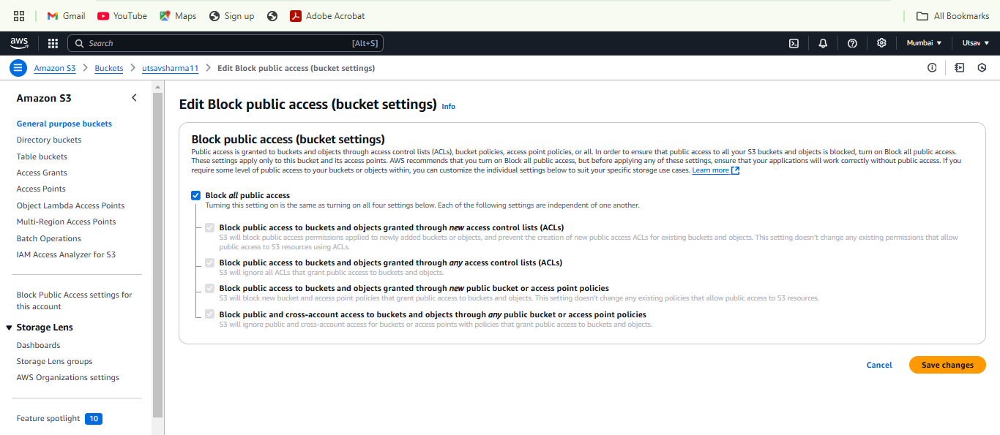 Gmail YouTube Maps Sign up Adobe Acrobat All Bookmarks
aws Search [Alt+S] Mumbai Utsav
Amazon S3 Buckets utsavsharma11 Edit Block public access (bucket settings)
Amazon S3
General purpose buckets
Directory buckets
Table buckets
Access Grants
Access Points
Object Lambda Access Points
Multi-Region Access Points
Batch Operations
IAM Access Analyzer for S3
Block Public Access settings for
this account
Storage Lens
Dashboards
Storage Lens groups
AWS Organizations settings
Feature spotlight 10
Edit Block public access (bucket settings) Info
Block public access (bucket settings)
Public access is granted to buckets and objects through access control lists (ACLs), bucket policies, access point policies, or all. In order to ensure that public access to all your S3 buckets and objects is blocked, turn on Block all public access.
These settings apply only to this bucket and its access points. AWS recommends that you turn on Block all public access, but before applying any of these settings, ensure that your applications will work correctly without public access. If you
require some level of public access to your buckets or objects within, you can customize the individual settings below to suit your specific storage use cases. Learn more
Block all public access
Turning this setting on is the same as turning on all four settings below. Each of the following settings are independent of one another.
Block public access to buckets and objects granted through new access control lists (ACLs)
S3 will block public access permissions applied to newly added buckets or objects, and prevent the creation of new public access ACLs for existing buckets and objects. This setting doesn't change any existing permissions that allow
public access to S3 resources using ACLs.
Block public access to buckets and objects granted through any access control lists (ACLs)
S3 will ignore all ACLs that grant public access to buckets and objects.
Block public access to buckets and objects granted through new public bucket or access point policies
S3 will block new bucket and access point policies that grant public access to buckets and objects. This setting doesn't change any existing policies that allow public access to S3 resources.
Block public and cross-account access to buckets and objects through any public bucket or access point policies
S3 will ignore public and cross-account access for buckets or access points with policies that grant public access to buckets and objects.
Cancel Save changes